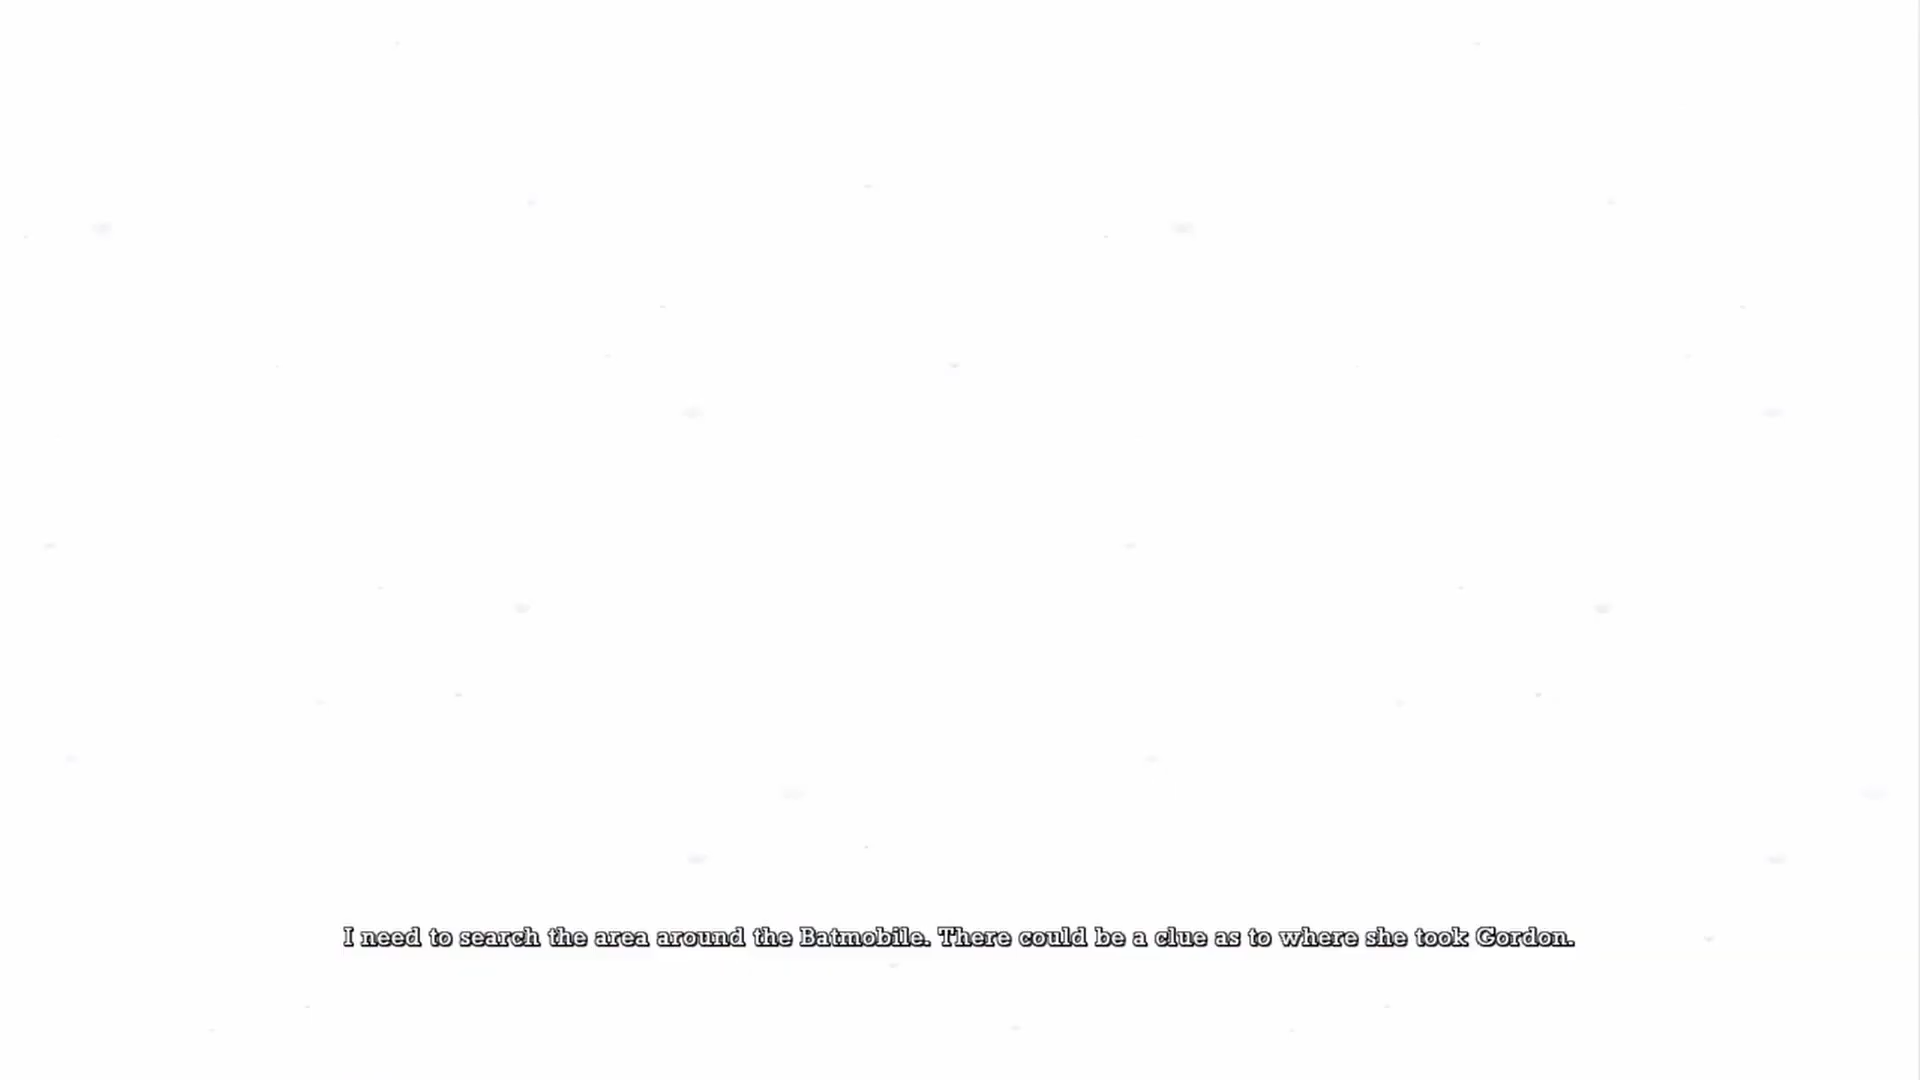 I need to search the area around the Batmobile. There could be a clue as to where she took Gordon.